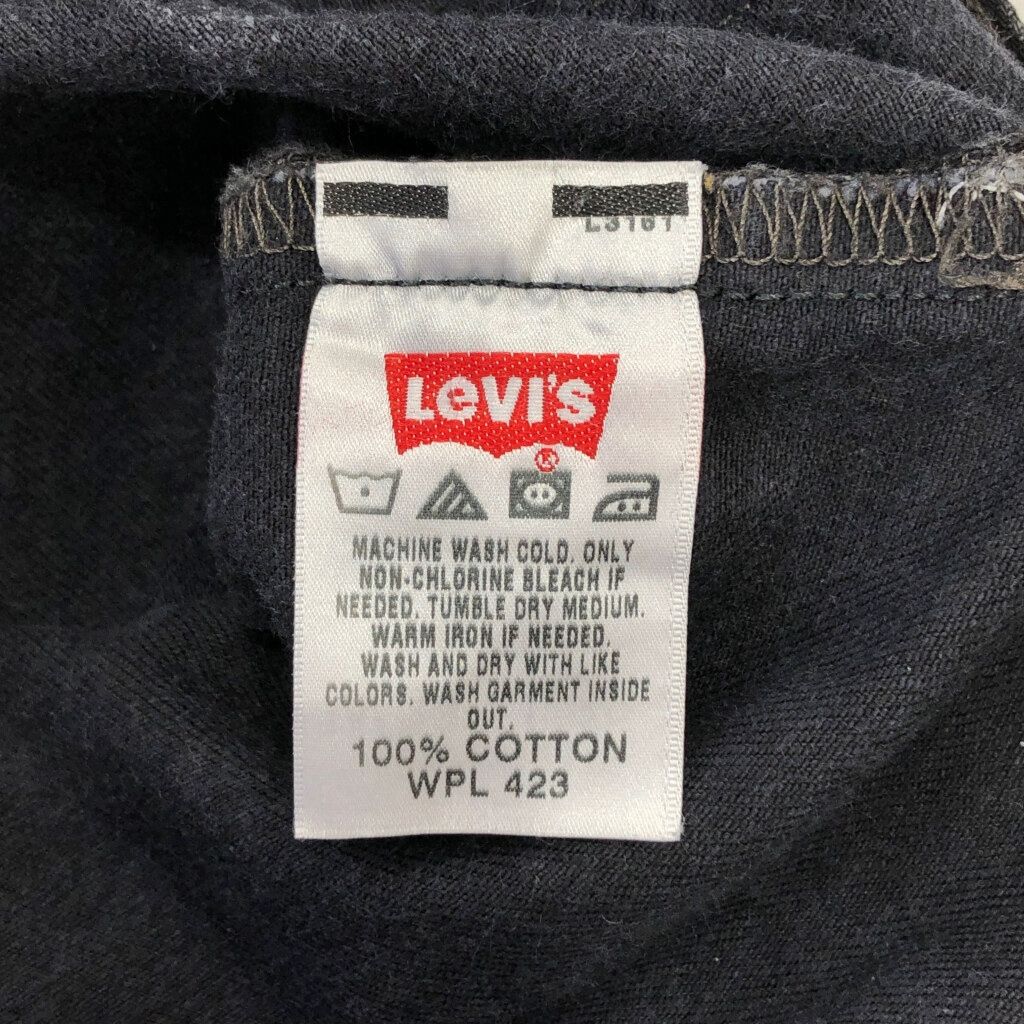 LEVI'S
®
MACHINE WASH COLD. ONLY
NON-CHLORINE BLEACH IF
NEEDED. TUMBLE DRY MEDIUM.
WARM IRON IF NEEDED.
WASH AND DRY WITH LIKE
COLORS. WASH GARMENT INSIDE
OUT.
100% COTTON
WPL 423